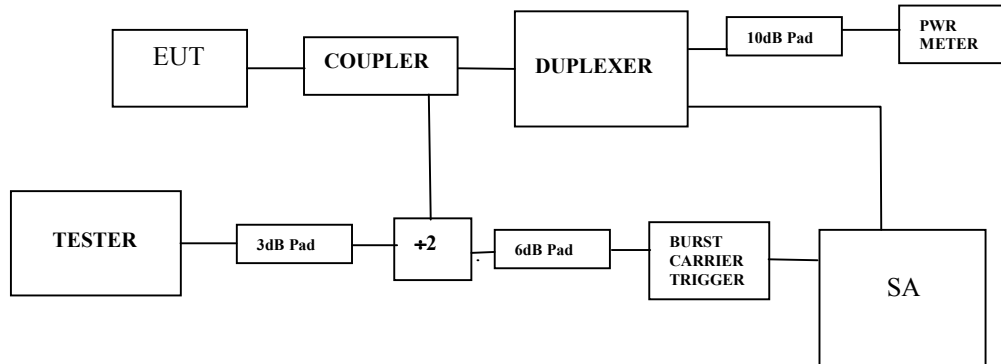 EUT
COUPLER
DUPLEXER
10dB Pad
PWR
METER
TESTER
3dB Pad
÷2
6dB Pad
BURST
CARRIER
TRIGGER
SA